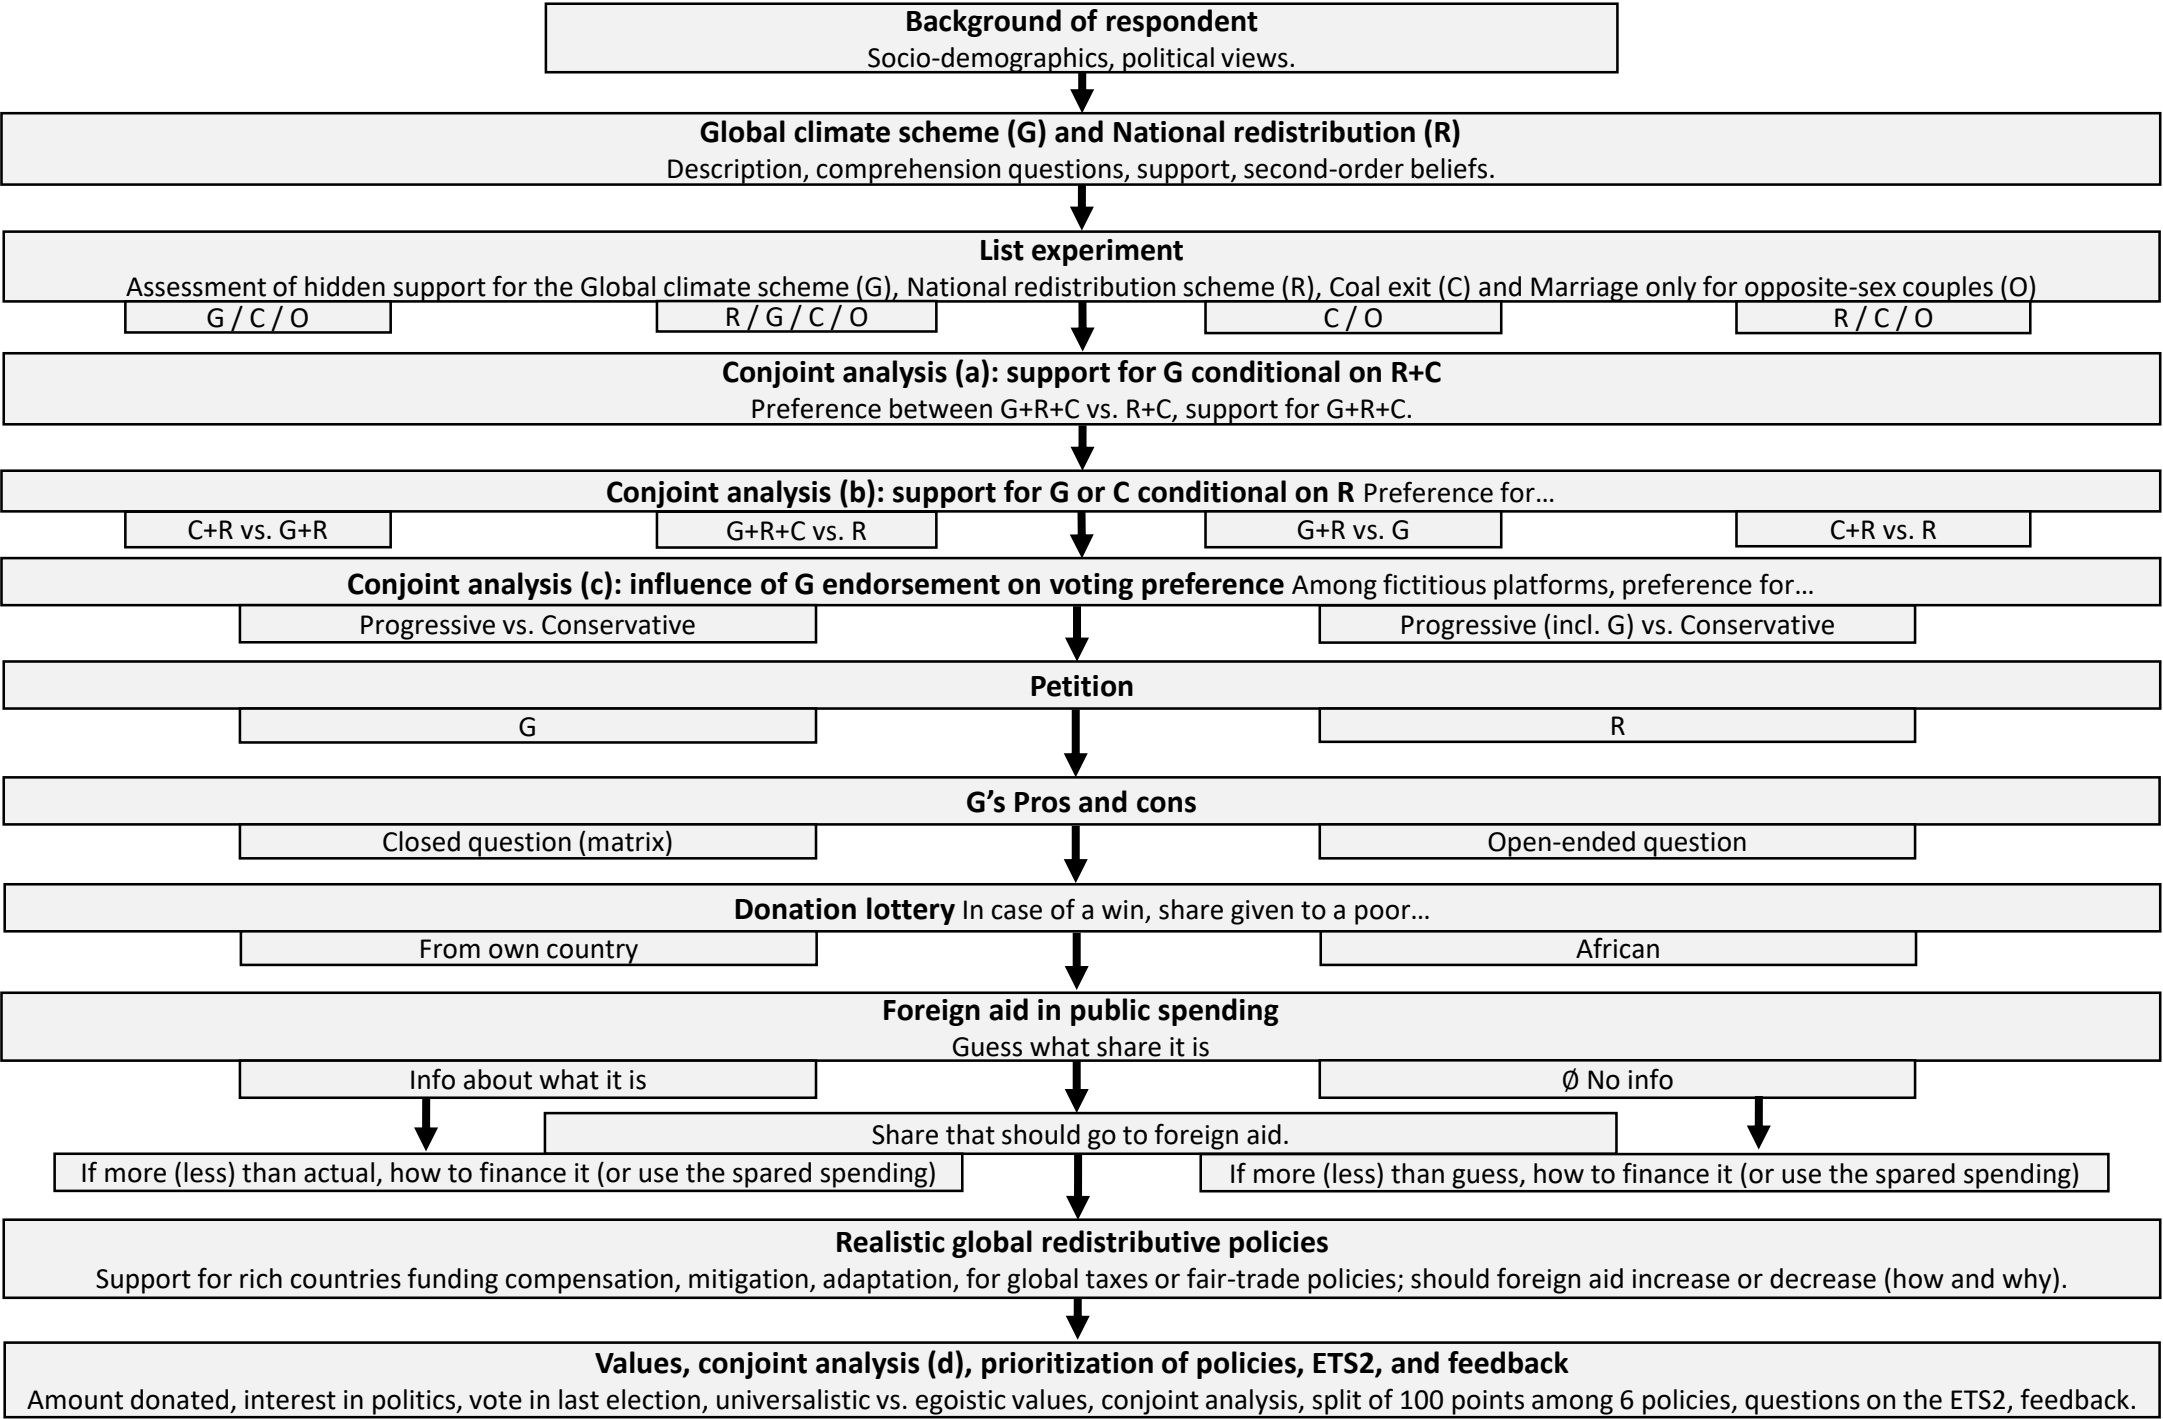 Background of respondent
Socio-demographics, political views.
Global climate scheme (G) and National redistribution (R)
Description, comprehension questions, support, second-order beliefs.
List experiment
Assessment of hidden support for the Global climate scheme (G), National redistribution scheme (R), Coal exit (C) and Marriage only for opposite-sex couples (O)
G / C / O
R / G / C / O
C / O
R / C / O
Conjoint analysis (a): support for G conditional on R+C
Preference between G+R+C vs. R+C, support for G+R+C.
Conjoint analysis (b): support for G or C conditional on R Preference for...
C+R vs. G+R
G+R+C vs. R
G+R vs. G
C+R vs. R
Conjoint analysis (c): influence of G endorsement on voting preference Among fictitious platforms, preference for...
Progressive vs. Conservative
Progressive (incl. G) vs. Conservative
Petition
G
R
G’s Pros and cons
Closed question (matrix)
Open-ended question
Donation lottery In case of a win, share given to a poor...
From own country
African
Foreign aid in public spending
Guess what share it is
Info about what it is
Ø No info
Share that should go to foreign aid.
If more (less) than actual, how to finance it (or use the spared spending)
If more (less) than guess, how to finance it (or use the spared spending)
Realistic global redistributive policies
Support for rich countries funding compensation, mitigation, adaptation, for global taxes or fair-trade policies; should foreign aid increase or decrease (how and why).
Values, conjoint analysis (d), prioritization of policies, ETS2, and feedback
Amount donated, interest in politics, vote in last election, universalistic vs. egoistic values, conjoint analysis, split of 100 points among 6 policies, questions on the ETS2, feedback.